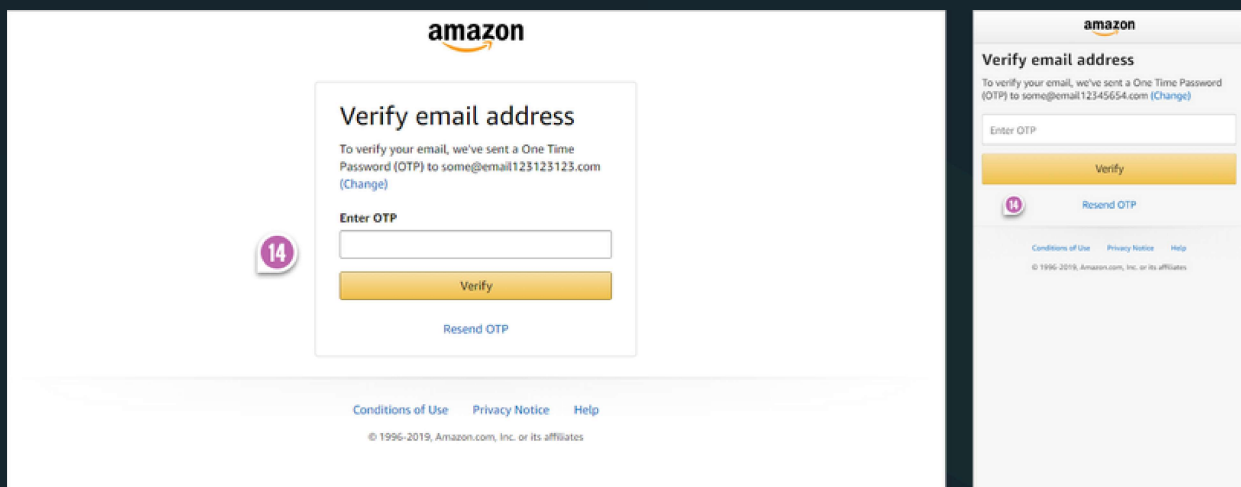 amazon
Verify email address
To verify your email, we've sent a One Time
Password (OTP) to some@email123123123.com
(Change)
Enter OTP
14
Verify
Resend OTP
Conditions of Use Privacy Notice Help
© 1996-2019, Amazon.com, Inc. or its affiliates
amazon
Verify email address
To verify your email, we've sent a One Time Password
(OTP) to some@email12345654.com (Change)
Enter OTP
Verify
14 Resend OTP
Conditions of Use Privacy Notice Help
© 1996-2019, Amazon.com, Inc. or its affiliates